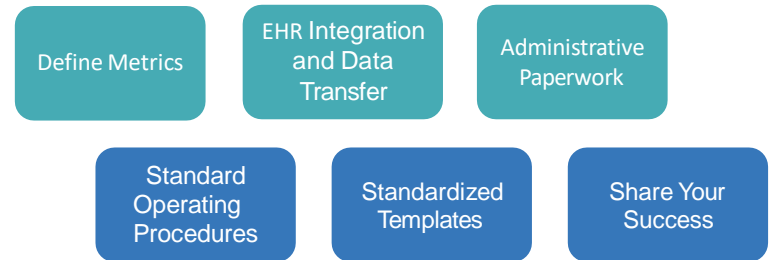 Define Metrics
EHR Integration
and Data
Transfer
Administrative
Paperwork
Standard
Operating
Procedures
Standardized
Templates
Share Your
Success